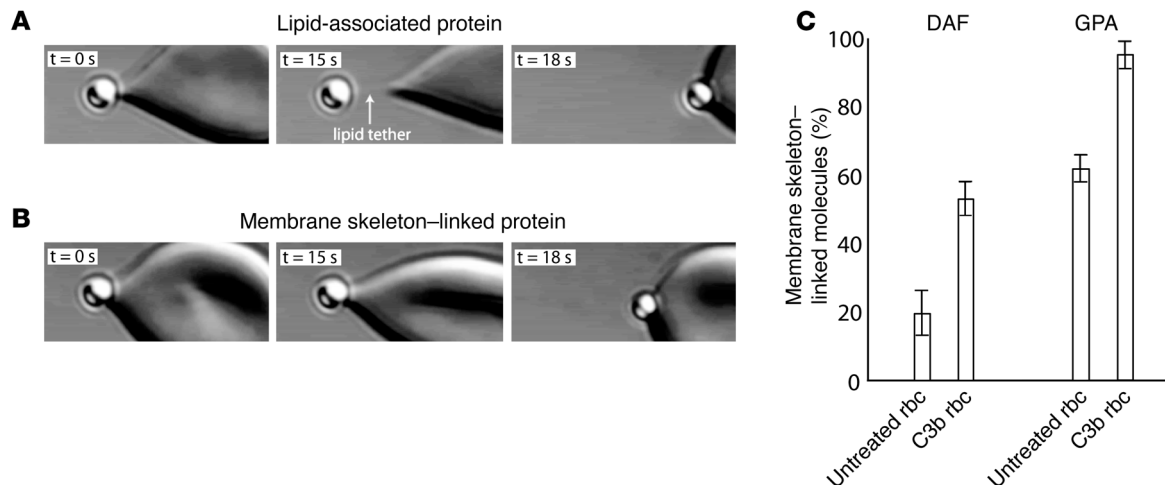 A
Lipid-associated protein
t = 0 s
t = 15 s
t = 18 s
lipid tether
B
Membrane skeleton–linked protein
t = 0 s
t = 15 s
t = 18 s
C
DAF
GPA
Membrane skeleton–
linked molecules (%)
100
80
60
40
20
0
Untreated rbc
C3b rbc
Untreated rbc
C3b rbc